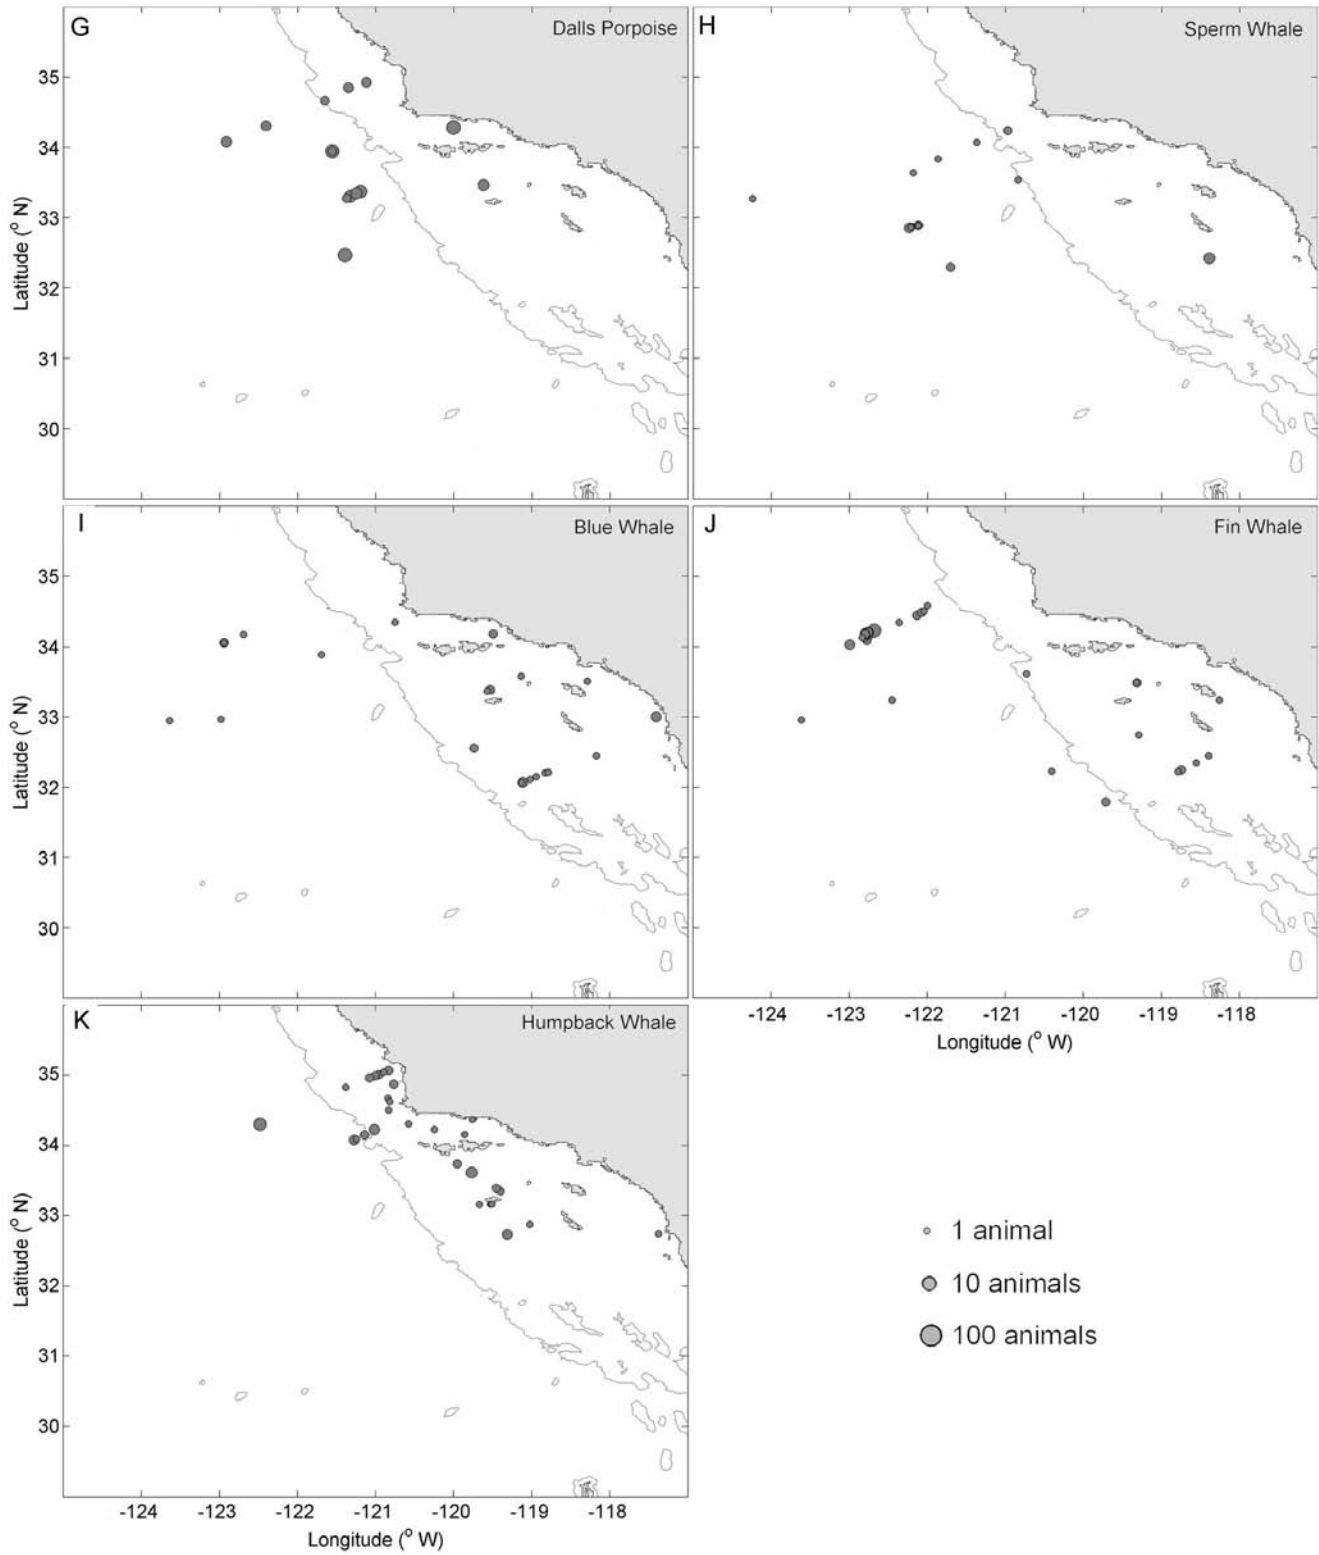 G
Dalls Porpoise
H
Sperm Whale
35
34
33
32
31
30
Latitude (° N)
I
Blue Whale
J
Fin Whale
35
34
33
32
31
30
Latitude (° N)
-124 -123 -122 -121 -120 -119 -118
Longitude (° W)
K
Humpback Whale
35
34
33
32
31
30
Latitude (° N)
-124 -123 -122 -121 -120 -119 -118
Longitude (° W)
1 animal
10 animals
100 animals